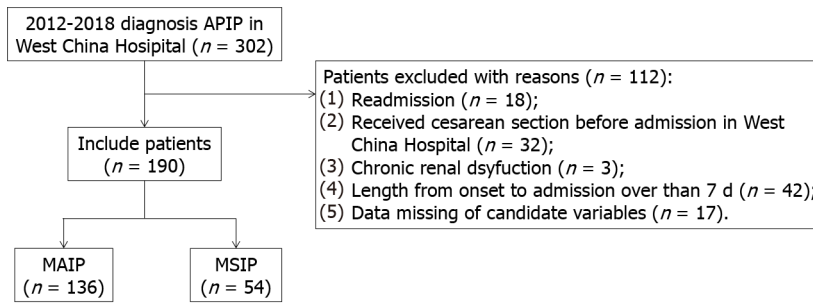 2012-2018 diagnosis APIP in
West China Hosipital (n = 302)
Patients excluded with reasons (n = 112):
(1) Readmission (n = 18);
(2) Received cesarean section before admission in West
China Hospital (n = 32);
(3) Chronic renal dsyfuction (n = 3);
(4) Length from onset to admission over than 7 d (n = 42);
(5) Data missing of candidate variables (n = 17).
Include patients
(n = 190)
MAIP
(n = 136)
MSIP
(n = 54)